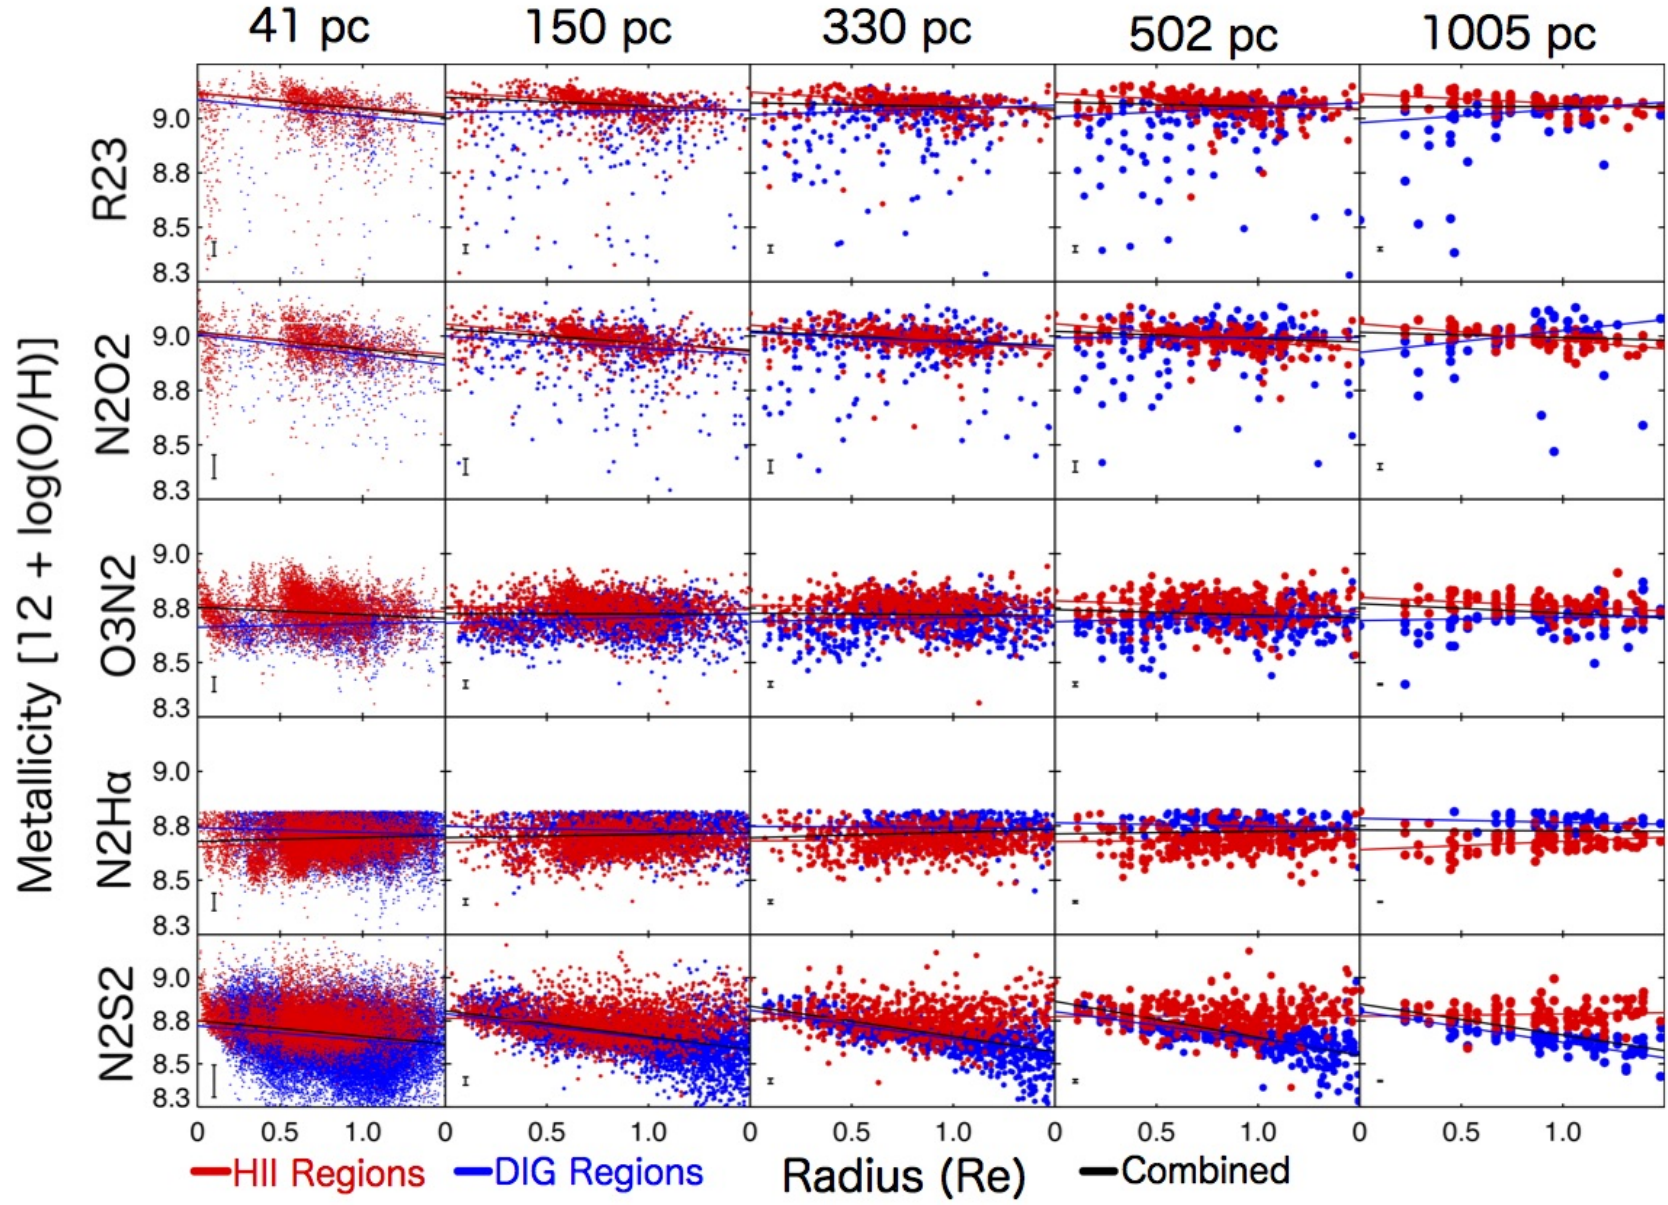 41 pc 150 pc 330 pc 502 pc 1005 pc
Metallicity [12 + log(O/H)]
R23
9.0
8.8
8.5
8.3
N2O2
9.0
8.8
8.5
8.3
O3N2
9.0
8.8
8.5
8.3
N2Hα
9.0
8.8
8.5
8.3
N2S2
9.0
8.8
8.5
8.3
0 0.5 1.0 0 0.5 1.0 0 0.5 1.0 0 0.5 1.0 0 0.5 1.0
HII Regions DIG Regions Radius (Re) Combined